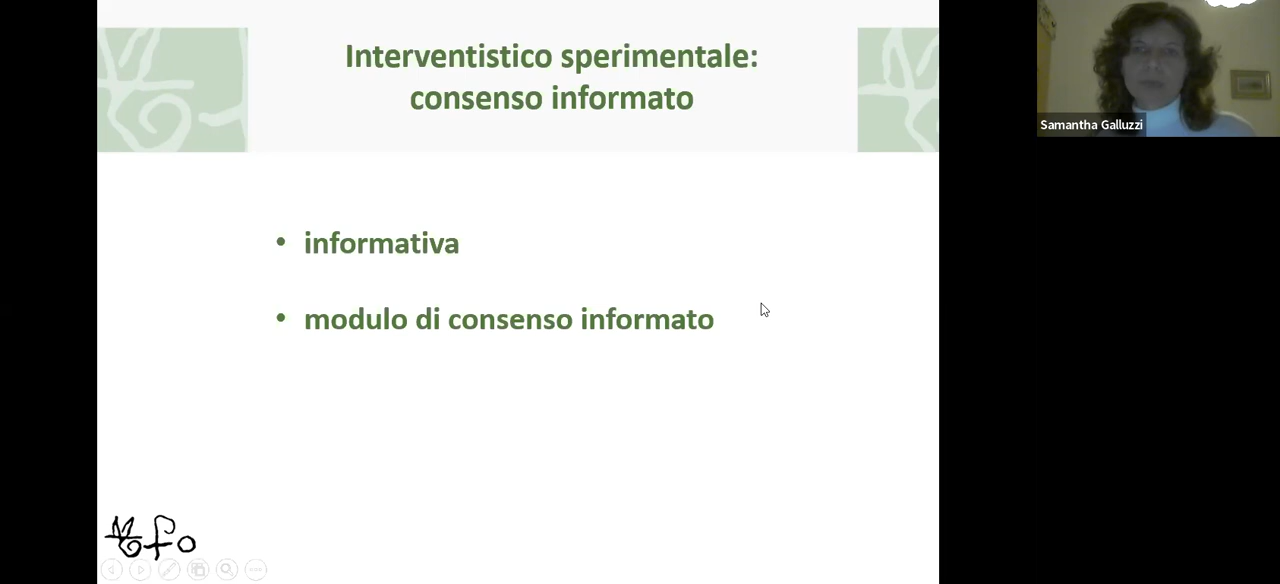 Interventistico sperimentale:
consenso informato
• informativa
• modulo di consenso informato
Samantha Galluzzi